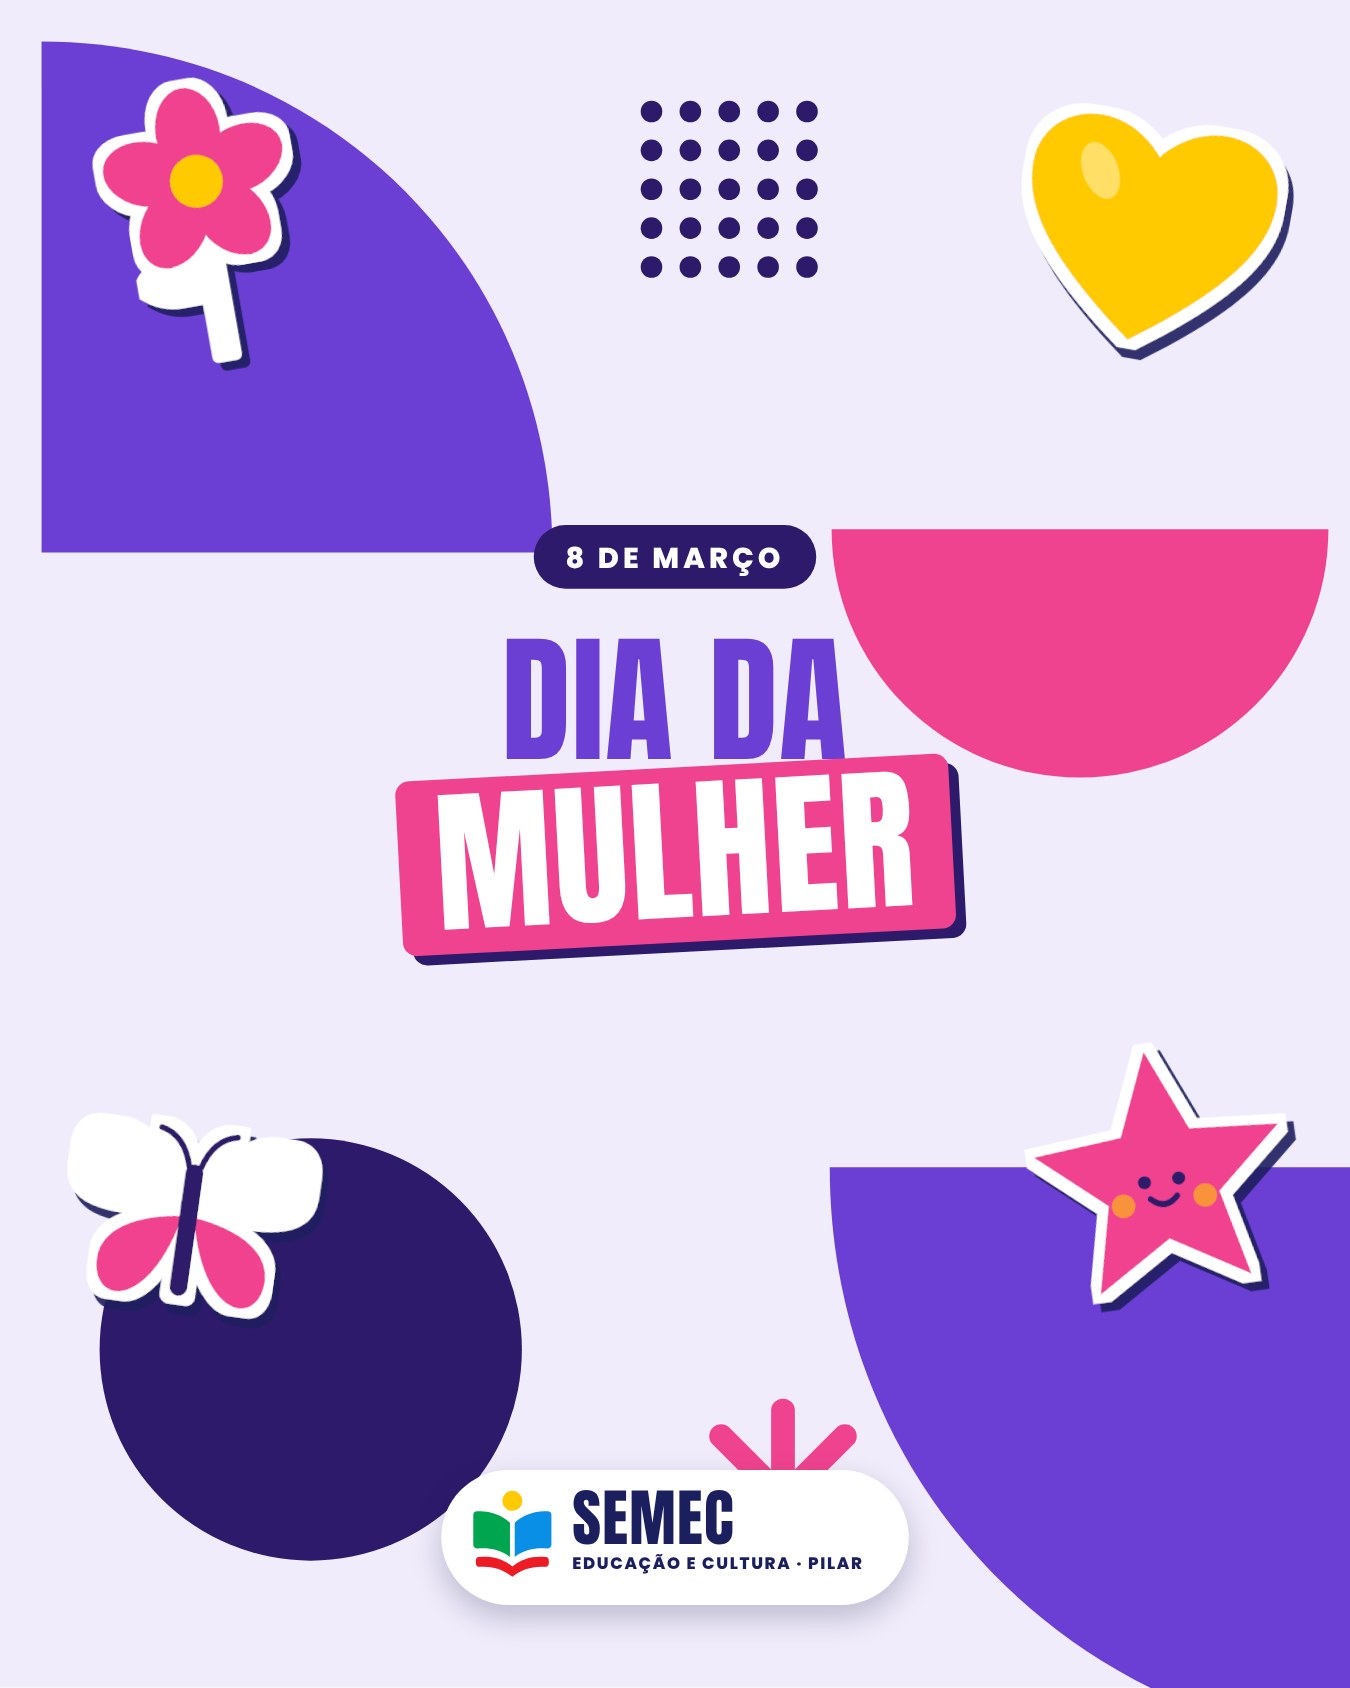 8 DE MARÇO
DIA DA
MULHER
SEMEC
EDUCAÇÃO E CULTURA · PILAR